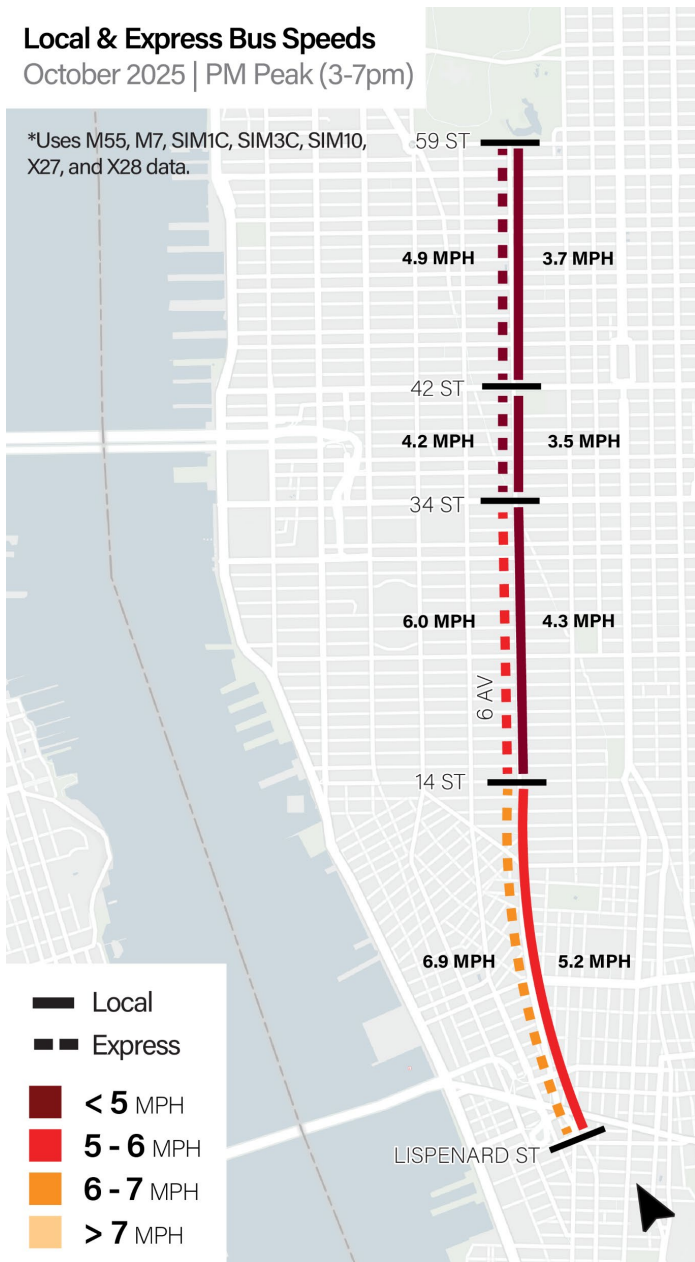 Local & Express Bus Speeds
October 2025 | PM Peak (3-7pm)
*Uses M55, M7, SIM1C, SIM3C, SIM10,
X27, and X28 data.
59 ST
4.9 MPH
3.7 MPH
42 ST
4.2 MPH
3.5 MPH
34 ST
6.0 MPH
4.3 MPH
6 AV
14 ST
6.9 MPH
5.2 MPH
LISPENARD ST
Local
Express
< 5 MPH
5 - 6 MPH
6 - 7 MPH
> 7 MPH